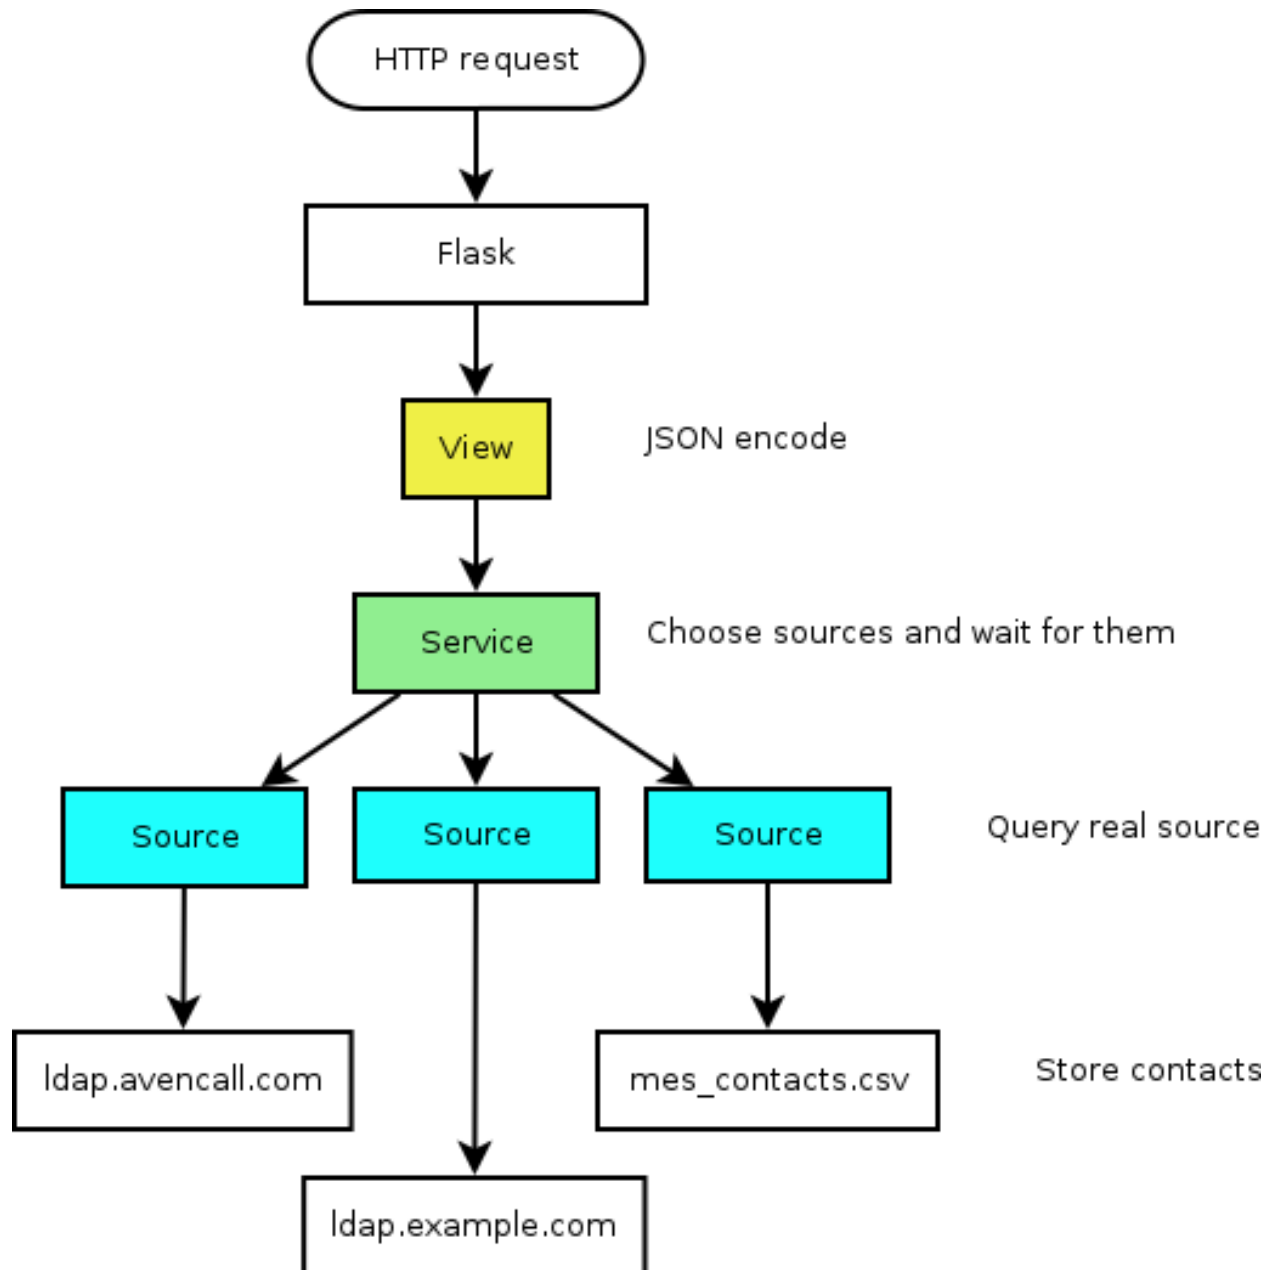 HTTP request
Flask
View
JSON encode
Service
Choose sources and wait for them
Source
Source
Source
Query real source
ldap.avencall.com
mes_contacts.csv
Store contacts
ldap.example.com